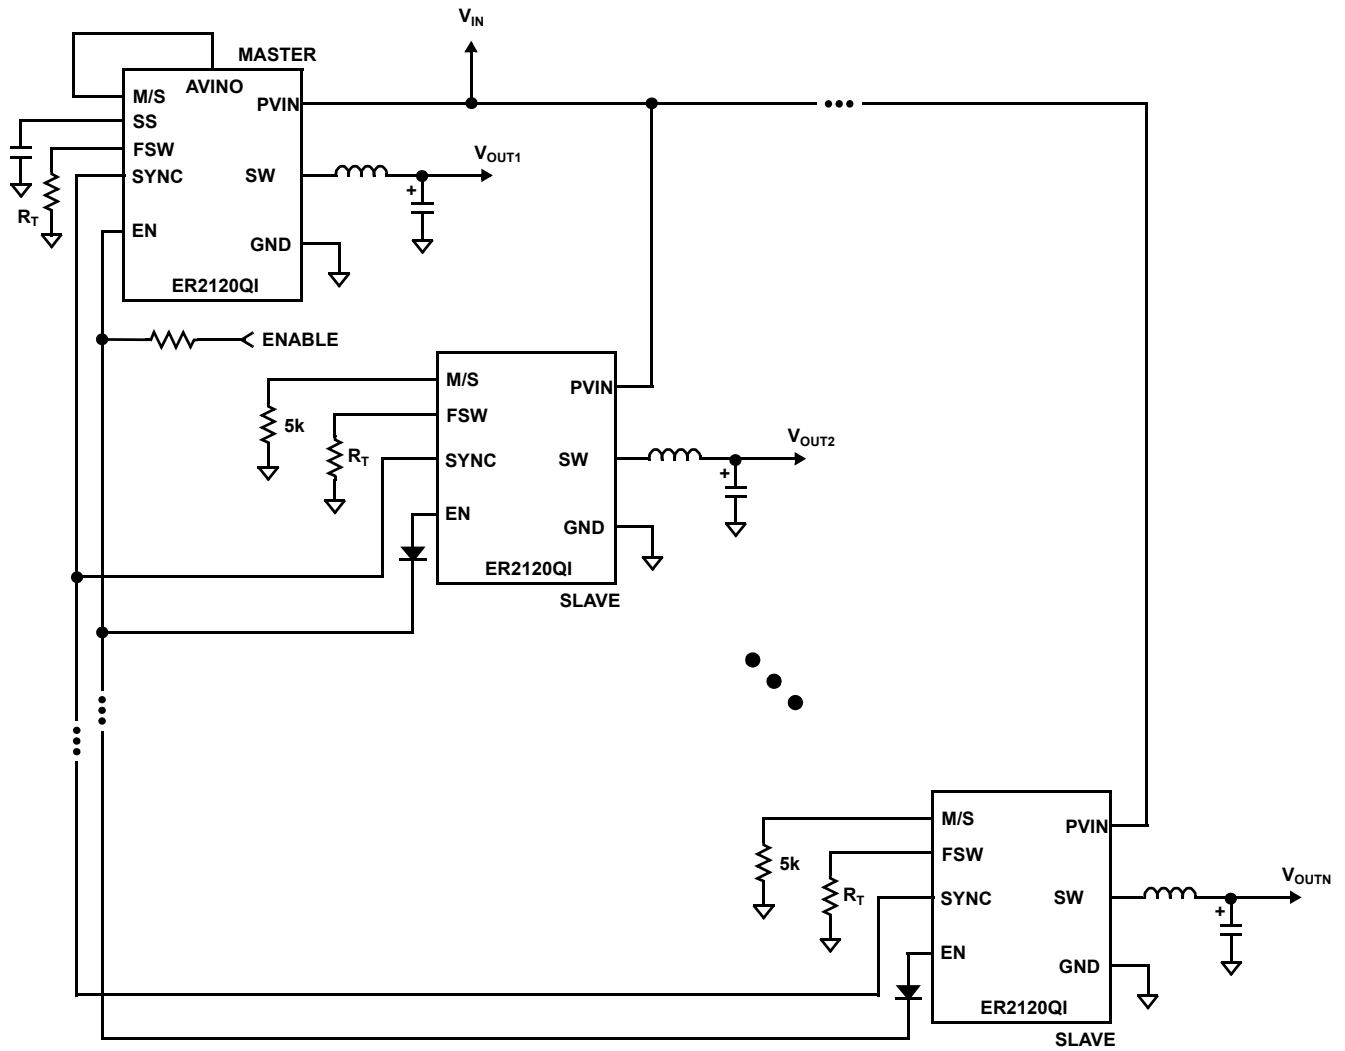 V_IN
MASTER
AVINO
M/S
PVIN
SS
FSW
V_OUT1
SYNC
SW
R_T
EN
GND
ER2120QI
ENABLE
M/S
PVIN
FSW
5k
V_OUT2
R_T
SYNC
SW
EN
GND
ER2120QI
SLAVE
M/S
PVIN
FSW
5k
V_OUTN
R_T
SYNC
SW
EN
GND
ER2120QI
SLAVE
+
+
+